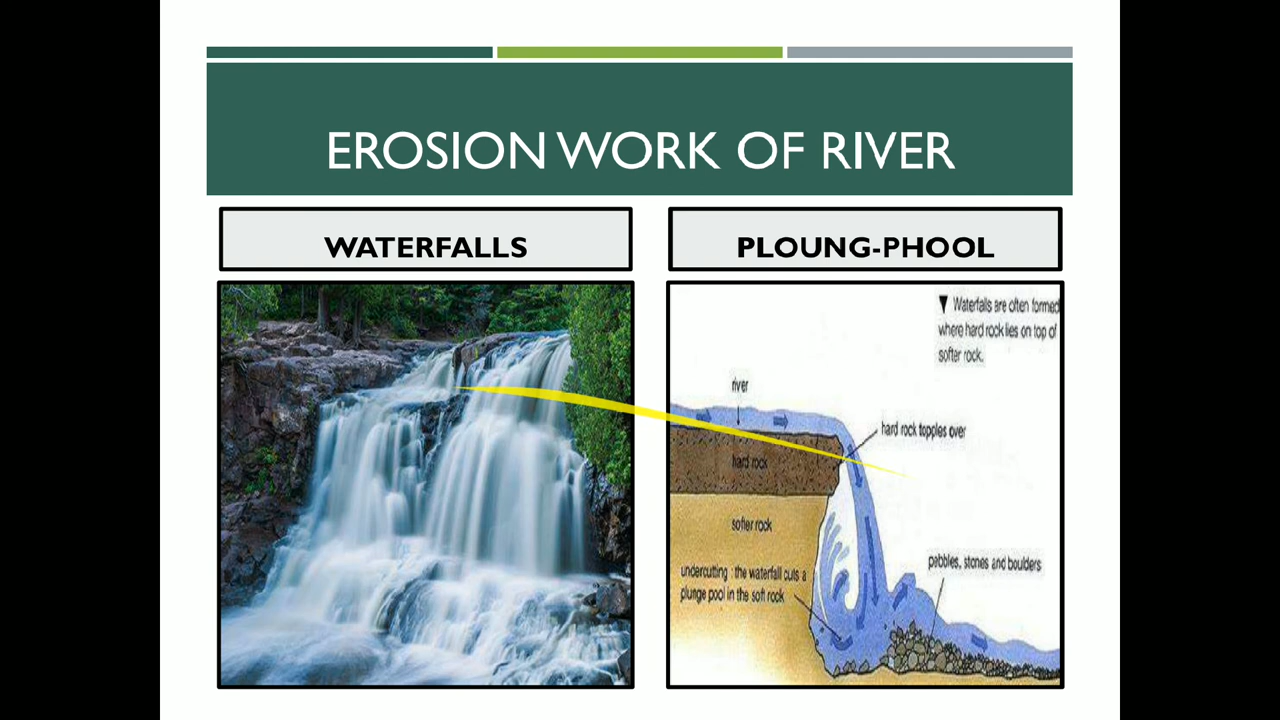 EROSION WORK OF RIVER
WATERFALLS
PLOUNG-PHOOL
▼ Waterfalls are often formed
where hard rock lies on top of
softer rock.
river
hard rock topples over
hard rock
softer rock
pebbles, stones and boulders
undercutting : the waterfall cuts a
plunge pool in the soft rock